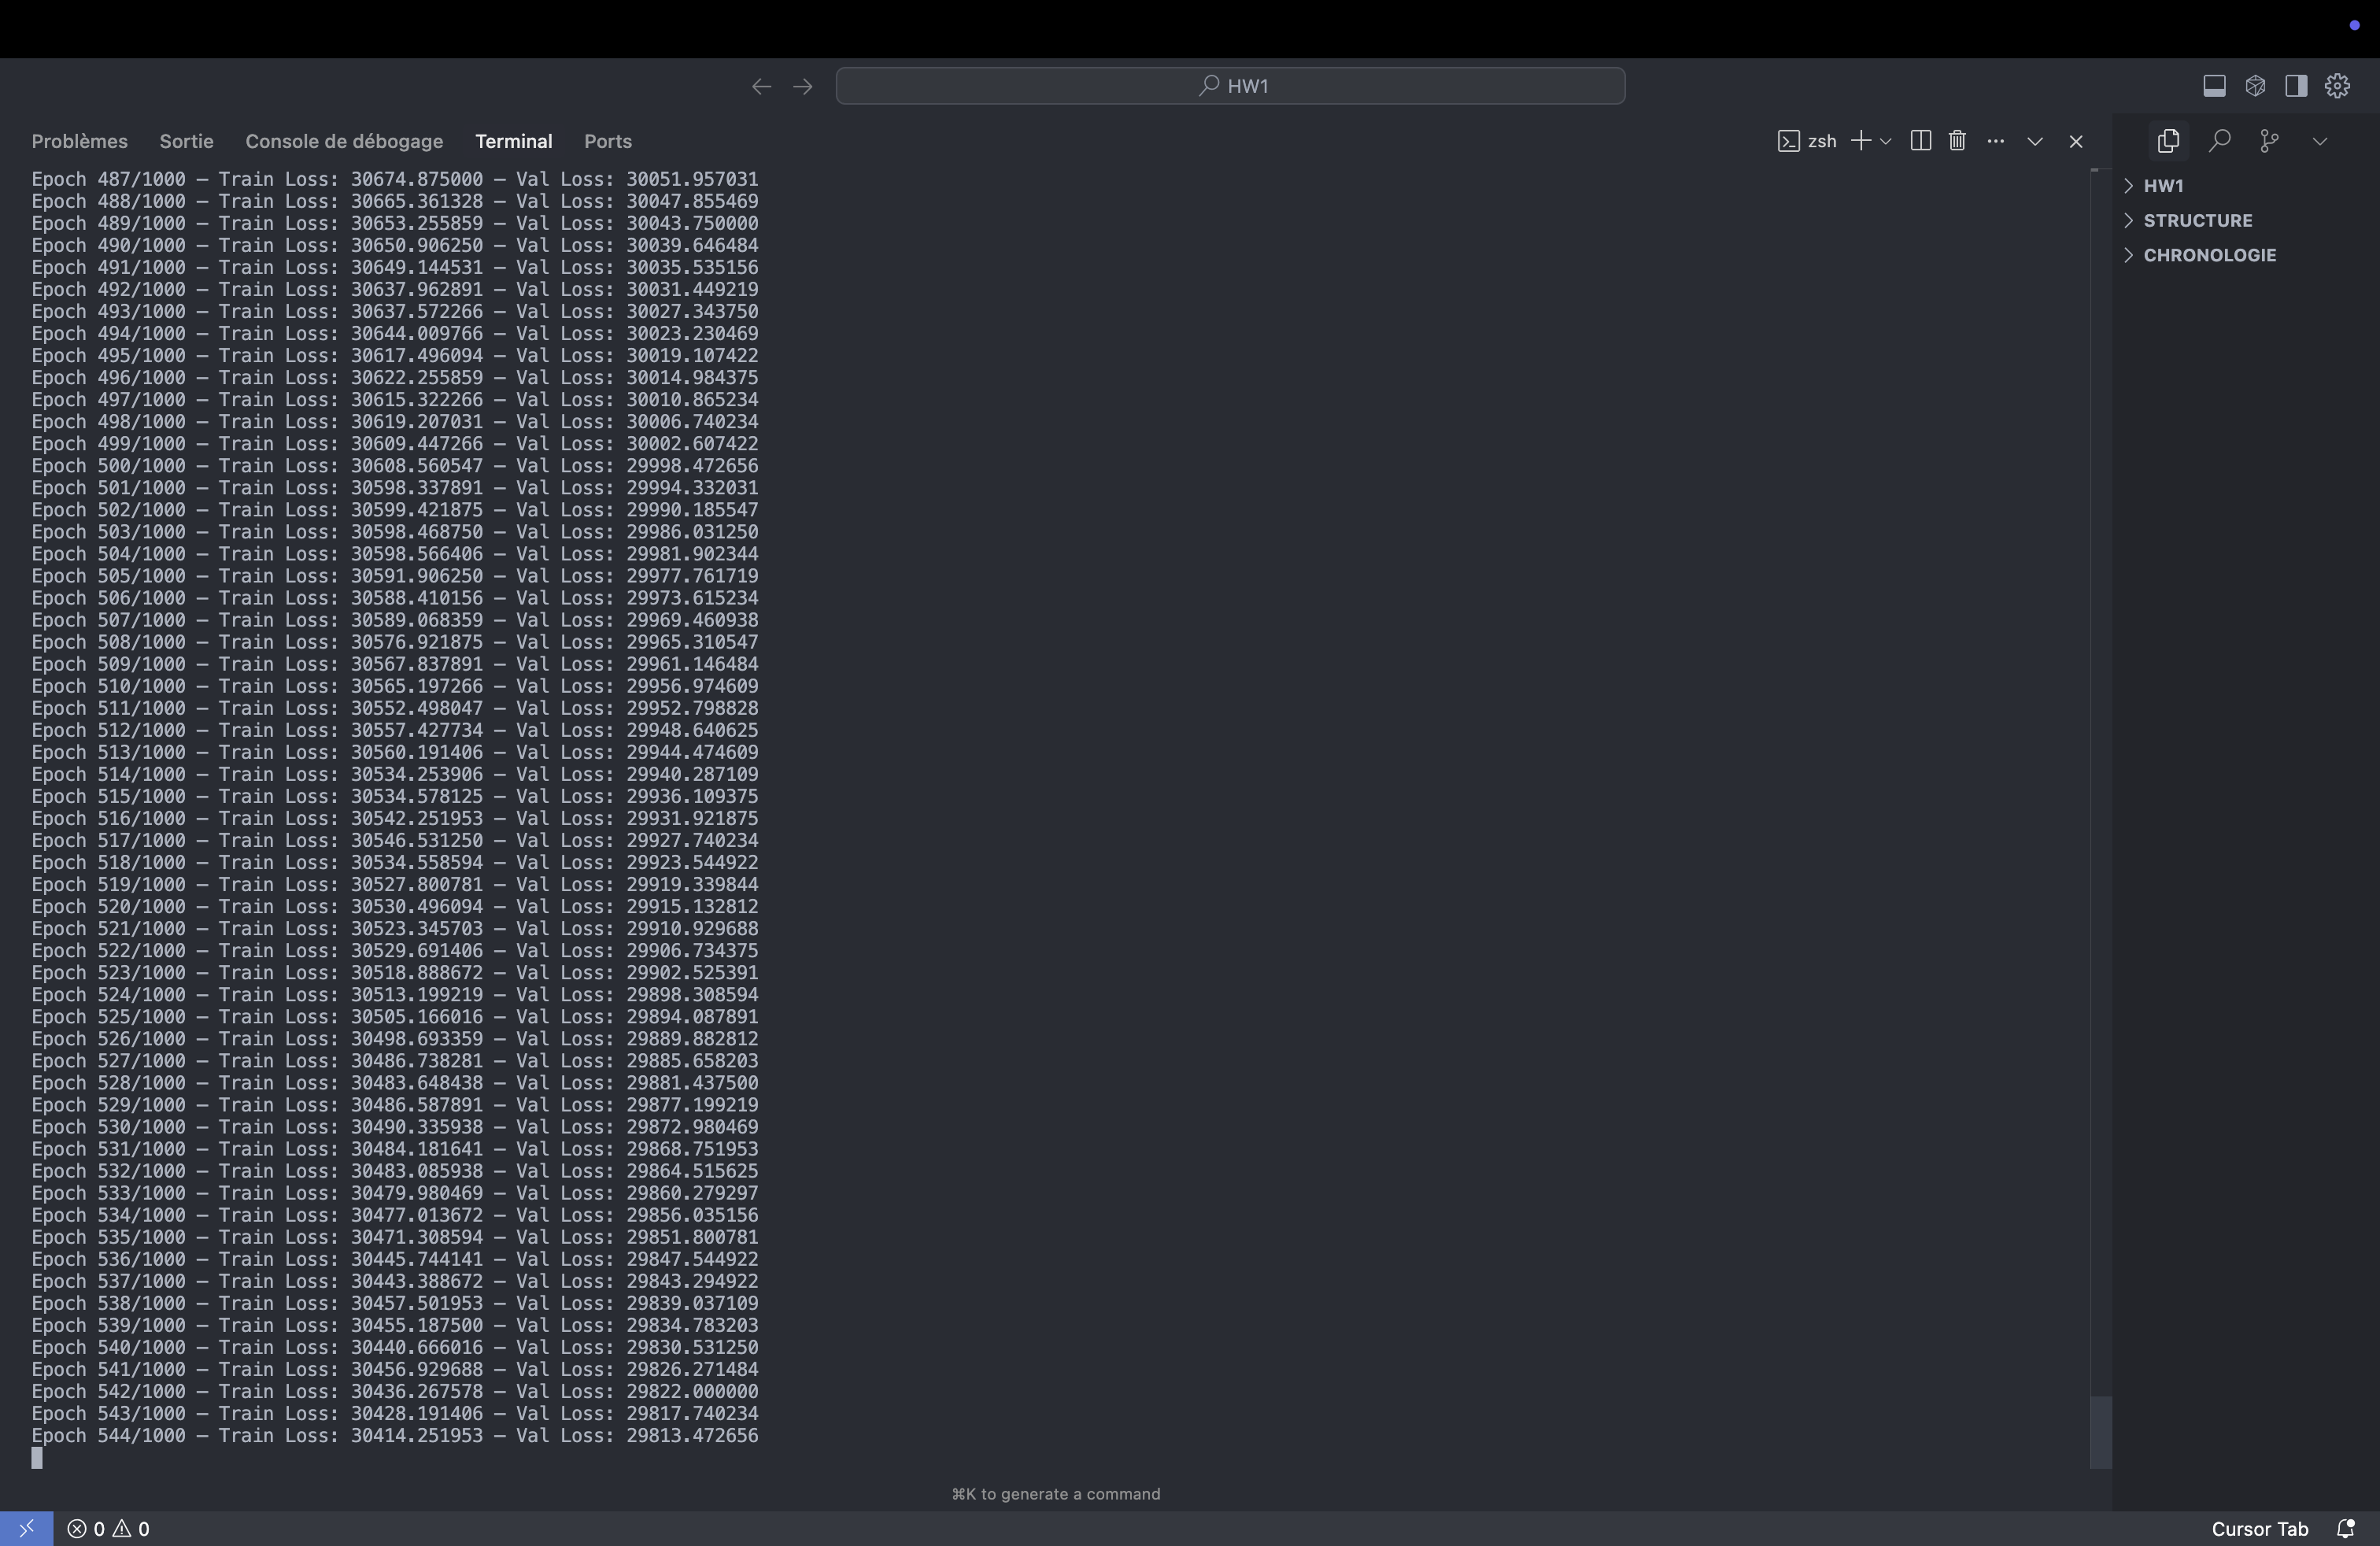 HW1
Problèmes Sortie Console de débogage Terminal Ports zsh
Epoch 487/1000 — Train Loss: 30674.875000 — Val Loss: 30051.957031
Epoch 488/1000 — Train Loss: 30665.361328 — Val Loss: 30047.855469
Epoch 489/1000 — Train Loss: 30653.255859 — Val Loss: 30043.750000
Epoch 490/1000 — Train Loss: 30650.906250 — Val Loss: 30039.646484
Epoch 491/1000 — Train Loss: 30649.144531 — Val Loss: 30035.535156
Epoch 492/1000 — Train Loss: 30637.962891 — Val Loss: 30031.449219
Epoch 493/1000 — Train Loss: 30637.572266 — Val Loss: 30027.343750
Epoch 494/1000 — Train Loss: 30644.009766 — Val Loss: 30023.230469
Epoch 495/1000 — Train Loss: 30617.496094 — Val Loss: 30019.107422
Epoch 496/1000 — Train Loss: 30622.255859 — Val Loss: 30014.984375
Epoch 497/1000 — Train Loss: 30615.322266 — Val Loss: 30010.865234
Epoch 498/1000 — Train Loss: 30619.207031 — Val Loss: 30006.740234
Epoch 499/1000 — Train Loss: 30609.447266 — Val Loss: 30002.607422
Epoch 500/1000 — Train Loss: 30608.560547 — Val Loss: 29998.472656
Epoch 501/1000 — Train Loss: 30598.337891 — Val Loss: 29994.332031
Epoch 502/1000 — Train Loss: 30599.421875 — Val Loss: 29990.185547
Epoch 503/1000 — Train Loss: 30598.468750 — Val Loss: 29986.031250
Epoch 504/1000 — Train Loss: 30598.566406 — Val Loss: 29981.902344
Epoch 505/1000 — Train Loss: 30591.906250 — Val Loss: 29977.761719
Epoch 506/1000 — Train Loss: 30588.410156 — Val Loss: 29973.615234
Epoch 507/1000 — Train Loss: 30589.068359 — Val Loss: 29969.460938
Epoch 508/1000 — Train Loss: 30576.921875 — Val Loss: 29965.310547
Epoch 509/1000 — Train Loss: 30567.837891 — Val Loss: 29961.146484
Epoch 510/1000 — Train Loss: 30565.197266 — Val Loss: 29956.974609
Epoch 511/1000 — Train Loss: 30552.498047 — Val Loss: 29952.798828
Epoch 512/1000 — Train Loss: 30557.427734 — Val Loss: 29948.640625
Epoch 513/1000 — Train Loss: 30560.191406 — Val Loss: 29944.474609
Epoch 514/1000 — Train Loss: 30534.253906 — Val Loss: 29940.287109
Epoch 515/1000 — Train Loss: 30534.578125 — Val Loss: 29936.109375
Epoch 516/1000 — Train Loss: 30542.251953 — Val Loss: 29931.921875
Epoch 517/1000 — Train Loss: 30546.531250 — Val Loss: 29927.740234
Epoch 518/1000 — Train Loss: 30534.558594 — Val Loss: 29923.544922
Epoch 519/1000 — Train Loss: 30527.800781 — Val Loss: 29919.339844
Epoch 520/1000 — Train Loss: 30530.496094 — Val Loss: 29915.132812
Epoch 521/1000 — Train Loss: 30523.345703 — Val Loss: 29910.929688
Epoch 522/1000 — Train Loss: 30529.691406 — Val Loss: 29906.734375
Epoch 523/1000 — Train Loss: 30518.888672 — Val Loss: 29902.525391
Epoch 524/1000 — Train Loss: 30513.199219 — Val Loss: 29898.308594
Epoch 525/1000 — Train Loss: 30505.166016 — Val Loss: 29894.087891
Epoch 526/1000 — Train Loss: 30498.693359 — Val Loss: 29889.882812
Epoch 527/1000 — Train Loss: 30486.738281 — Val Loss: 29885.658203
Epoch 528/1000 — Train Loss: 30483.648438 — Val Loss: 29881.437500
Epoch 529/1000 — Train Loss: 30486.587891 — Val Loss: 29877.199219
Epoch 530/1000 — Train Loss: 30490.335938 — Val Loss: 29872.980469
Epoch 531/1000 — Train Loss: 30484.181641 — Val Loss: 29868.751953
Epoch 532/1000 — Train Loss: 30483.085938 — Val Loss: 29864.515625
Epoch 533/1000 — Train Loss: 30479.980469 — Val Loss: 29860.279297
Epoch 534/1000 — Train Loss: 30477.013672 — Val Loss: 29856.035156
Epoch 535/1000 — Train Loss: 30471.308594 — Val Loss: 29851.800781
Epoch 536/1000 — Train Loss: 30445.744141 — Val Loss: 29847.544922
Epoch 537/1000 — Train Loss: 30443.388672 — Val Loss: 29843.294922
Epoch 538/1000 — Train Loss: 30457.501953 — Val Loss: 29839.037109
Epoch 539/1000 — Train Loss: 30455.187500 — Val Loss: 29834.783203
Epoch 540/1000 — Train Loss: 30440.666016 — Val Loss: 29830.531250
Epoch 541/1000 — Train Loss: 30456.929688 — Val Loss: 29826.271484
Epoch 542/1000 — Train Loss: 30436.267578 — Val Loss: 29822.000000
Epoch 543/1000 — Train Loss: 30428.191406 — Val Loss: 29817.740234
Epoch 544/1000 — Train Loss: 30414.251953 — Val Loss: 29813.472656
⌘K to generate a command
HW1
STRUCTURE
CHRONOLOGIE
0 0 Cursor Tab